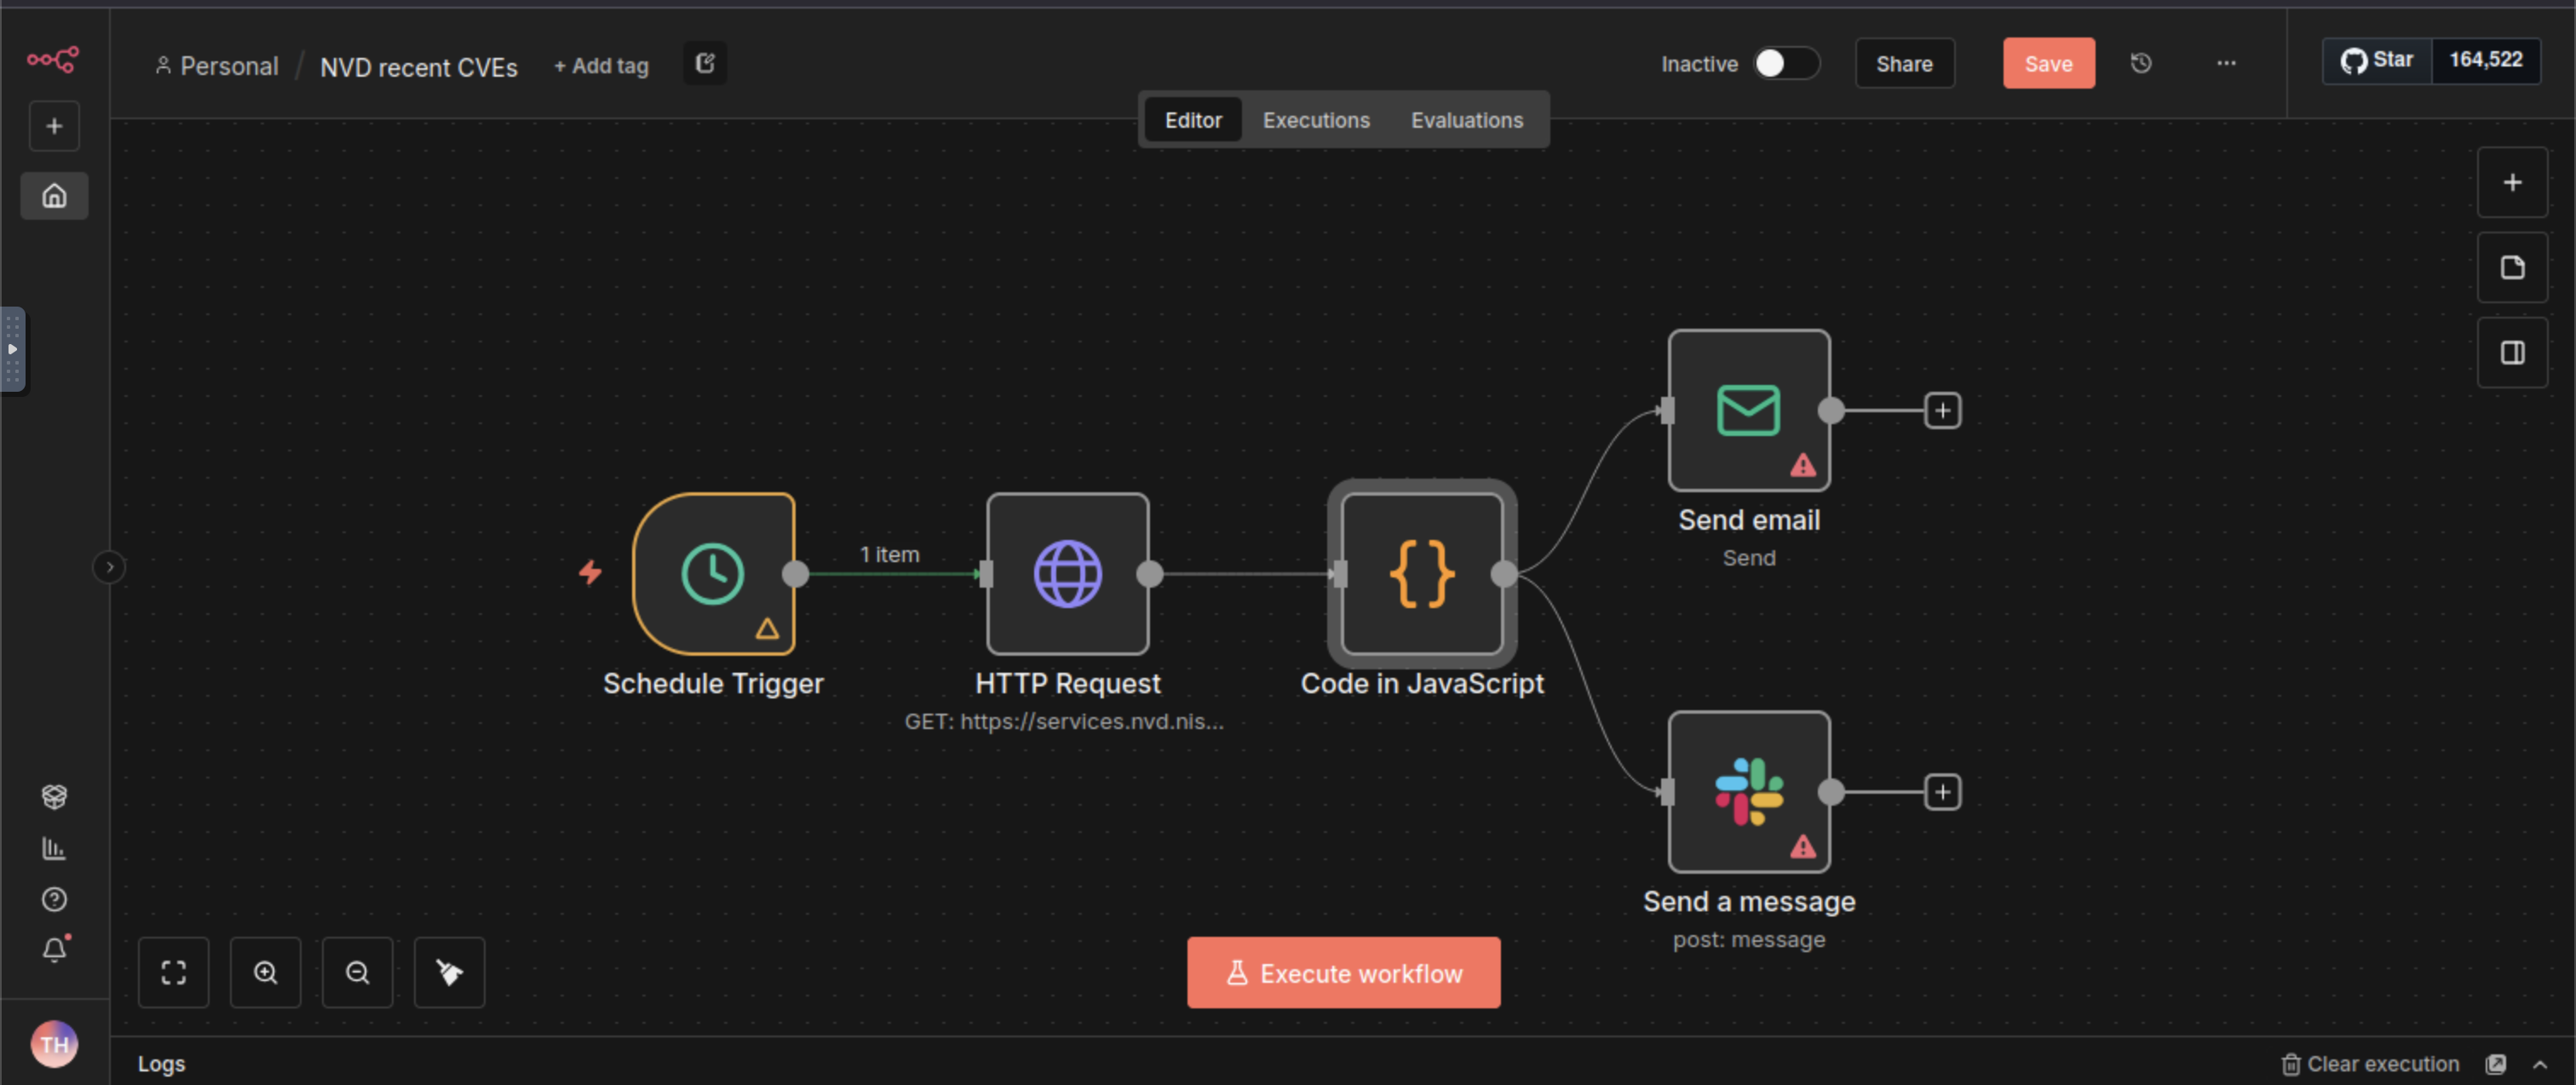 Personal / NVD recent CVEs + Add tag
Inactive Share Save ... Star 164,522
Editor Executions Evaluations
Send email
Send
1 item
Schedule Trigger
HTTP Request
GET: https://services.nvd.nis...
Code in JavaScript
Send a message
post: message
Execute workflow
TH
Logs
Clear execution